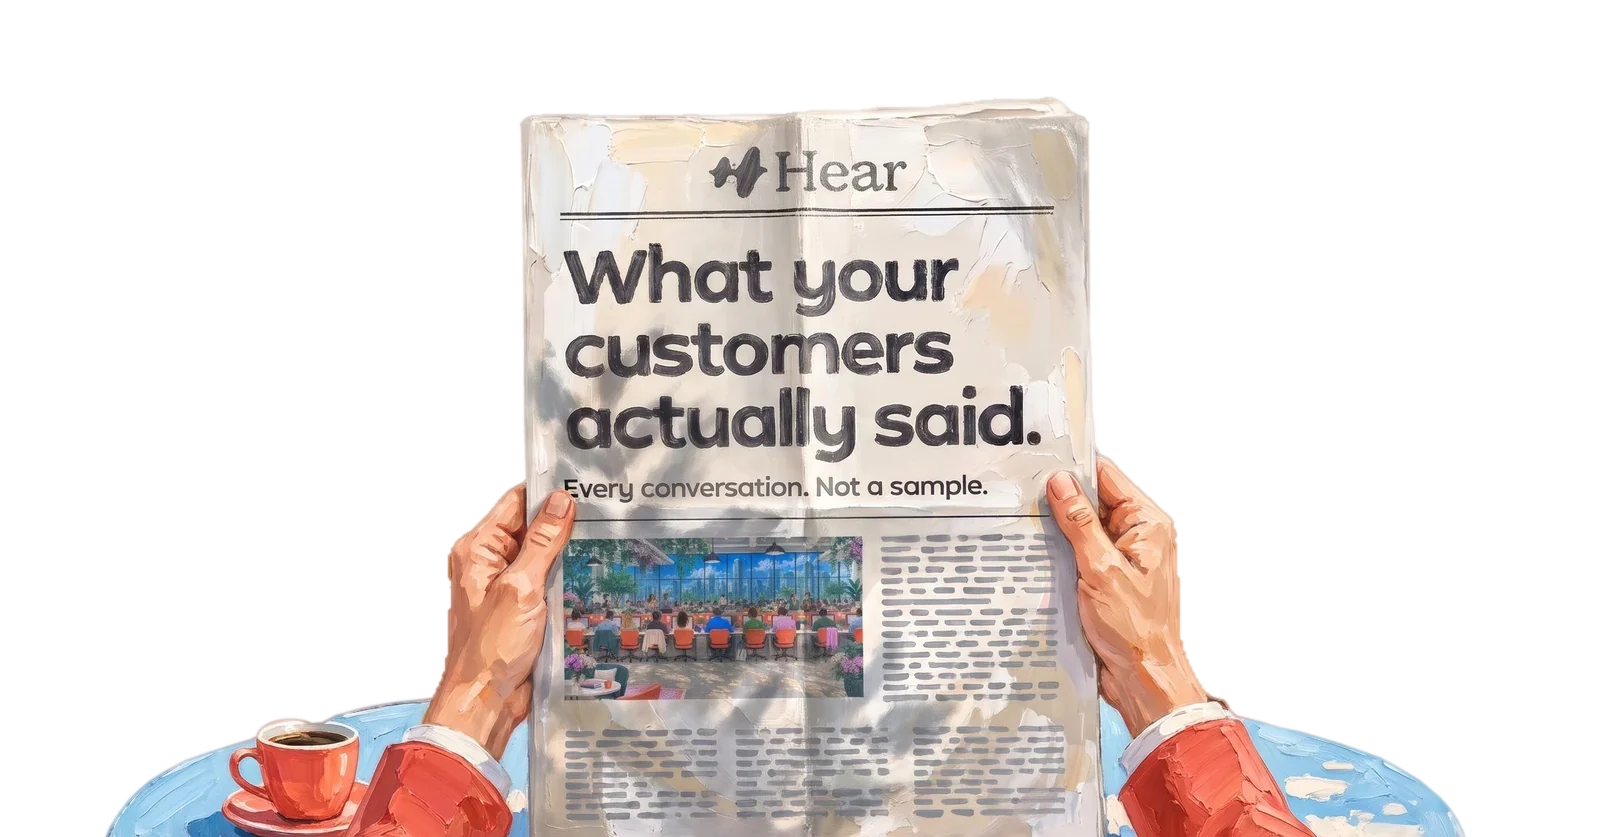 Hear
What your
customers
actually said.
Every conversation. Not a sample.